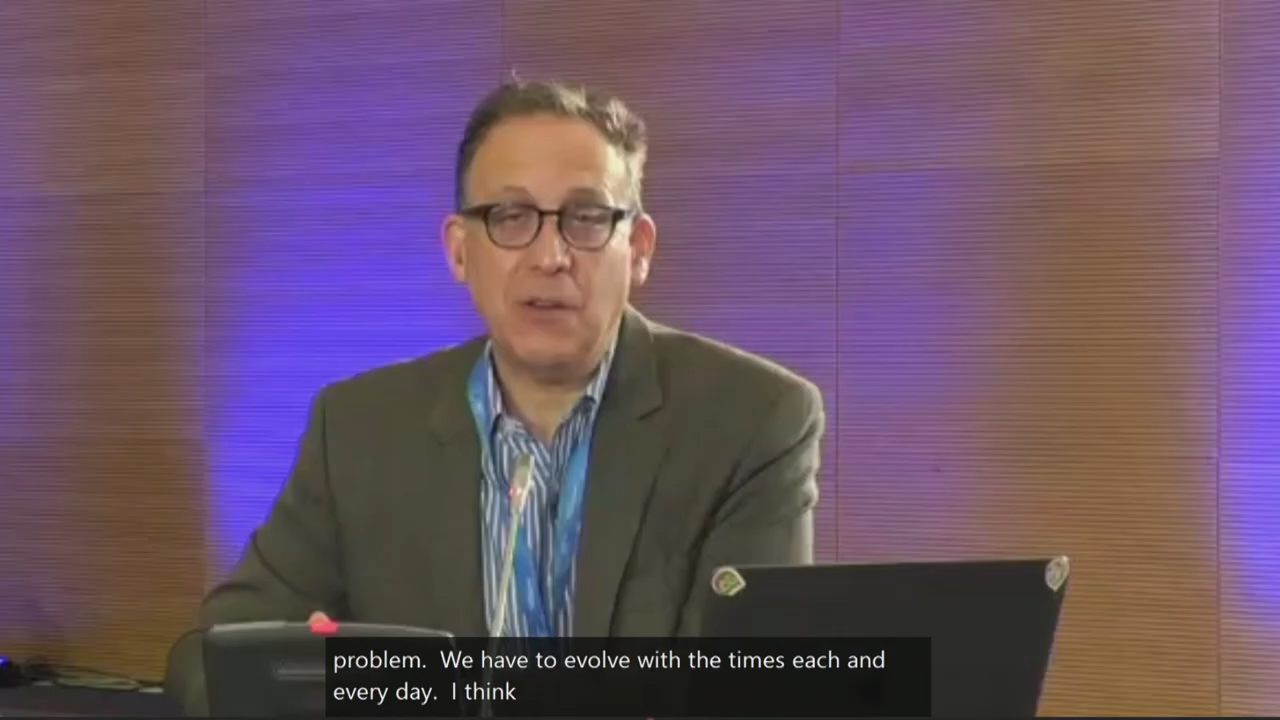 problem.  We have to evolve with the times each and
every day.  I think